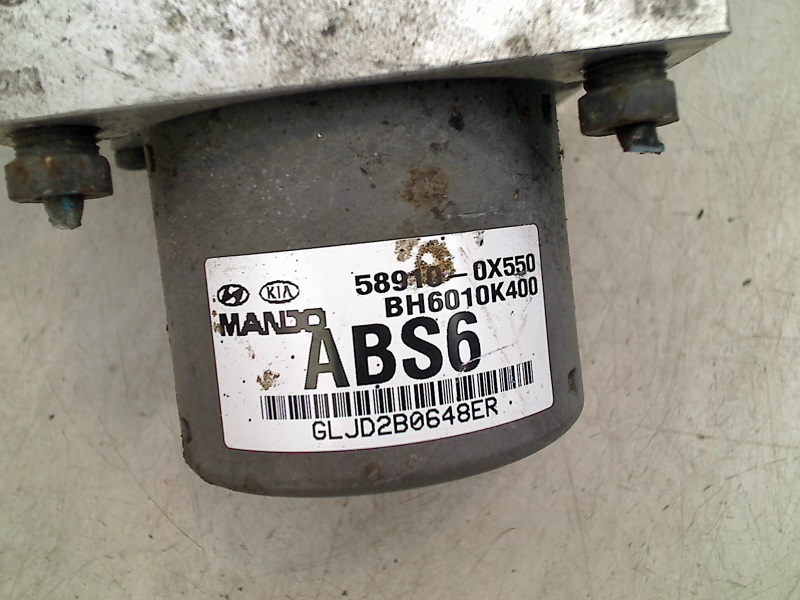 58910-0X550
KIA
BH6010K400
MANDO
ABS6
GLJD2B0648ER